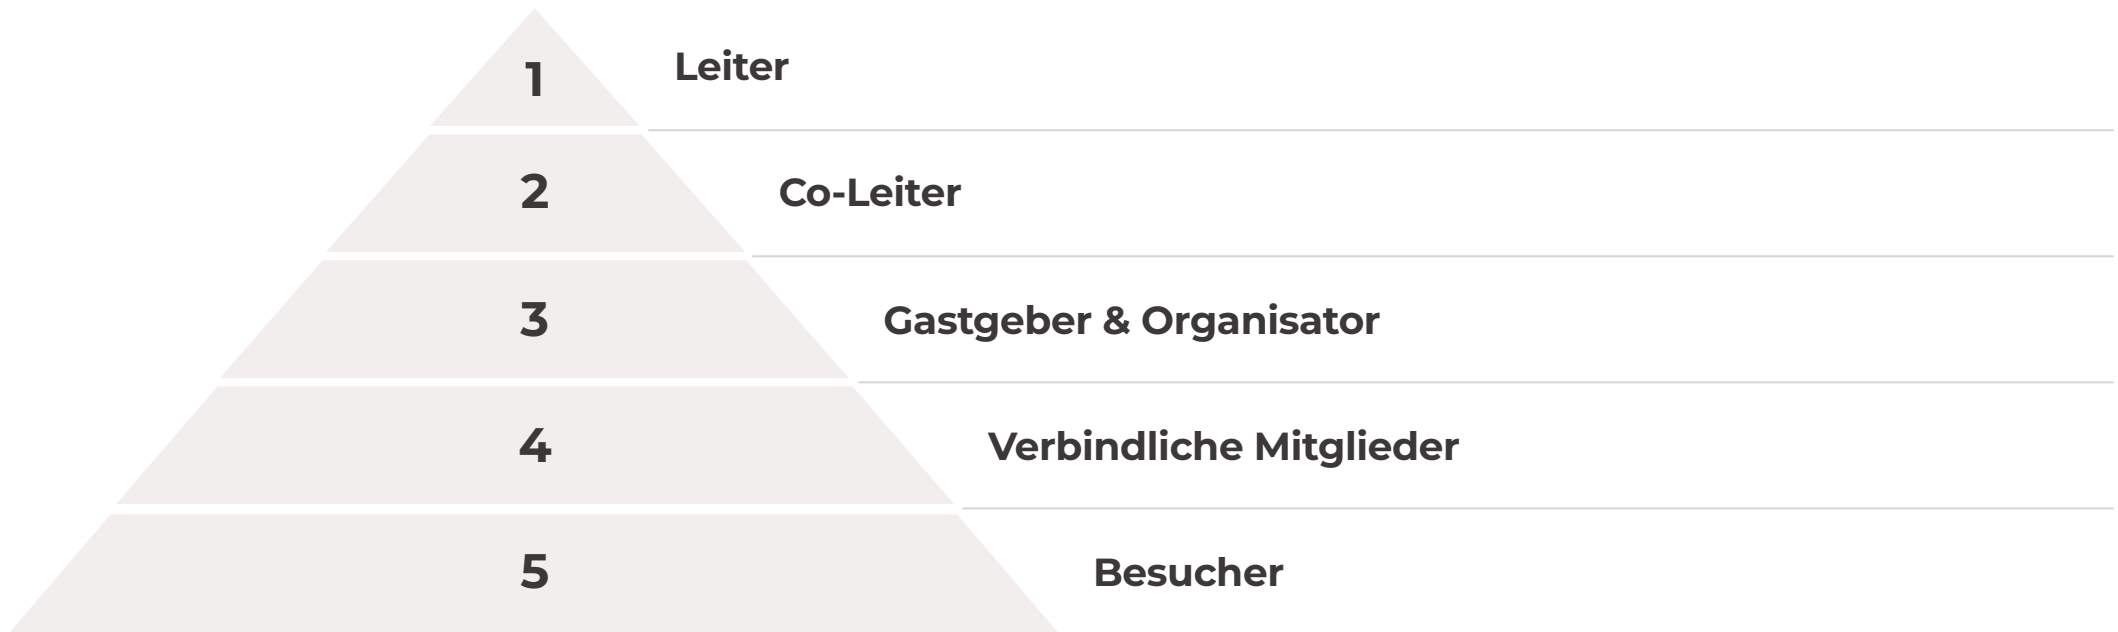 1
Leiter
2
Co-Leiter
3
Gastgeber & Organisator
4
Verbindliche Mitglieder
5
Besucher